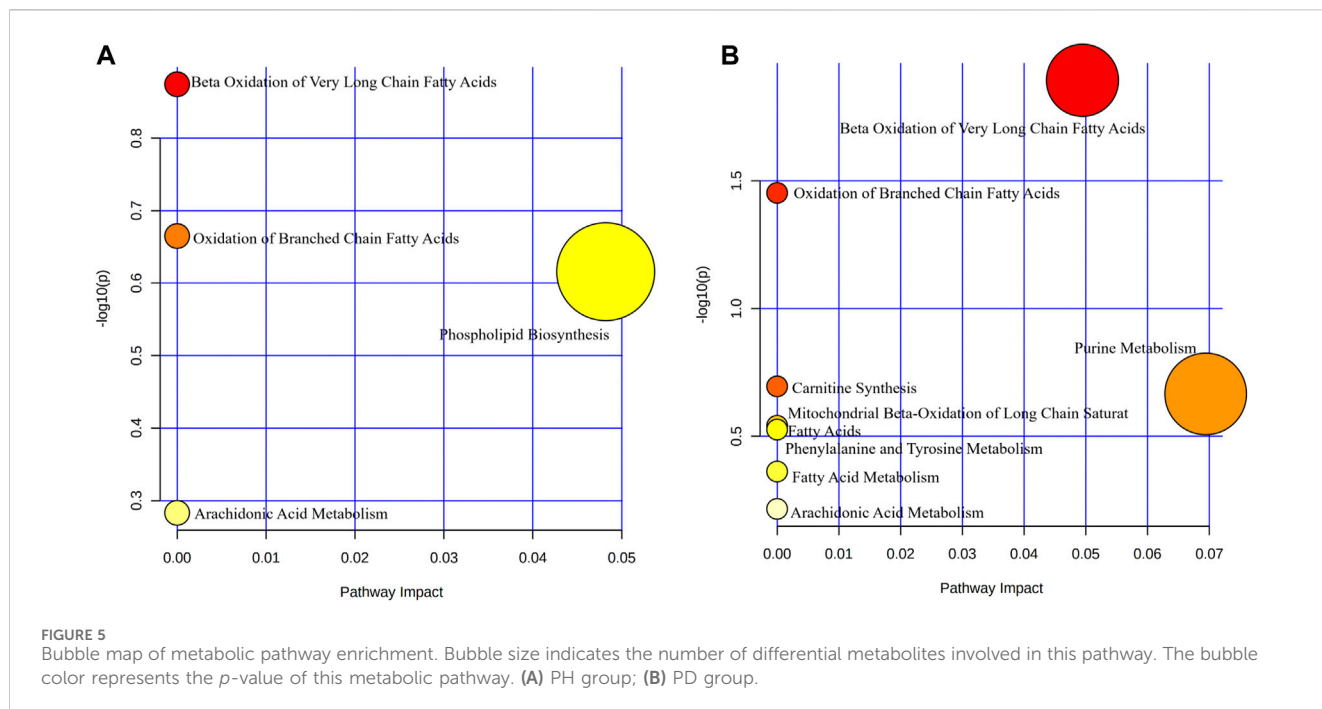 A
Beta Oxidation of Very Long Chain Fatty Acids
Oxidation of Branched Chain Fatty Acids
Phospholipid Biosynthesis
Arachidonic Acid Metabolism
-log10(p)
0.8
0.7
0.6
0.5
0.4
0.3
0.00 0.01 0.02 0.03 0.04 0.05
Pathway Impact
B
Beta Oxidation of Very Long Chain Fatty Acids
Oxidation of Branched Chain Fatty Acids
Purine Metabolism
Carnitine Synthesis
Mitochondrial Beta-Oxidation of Long Chain Saturat
Fatty Acids
Phenylalanine and Tyrosine Metabolism
Fatty Acid Metabolism
Arachidonic Acid Metabolism
-log10(p)
1.5
1.0
0.5
0.00 0.01 0.02 0.03 0.04 0.05 0.06 0.07
Pathway Impact
FIGURE 5
Bubble map of metabolic pathway enrichment. Bubble size indicates the number of differential metabolites involved in this pathway. The bubble
color represents the p-value of this metabolic pathway. (A) PH group; (B) PD group.